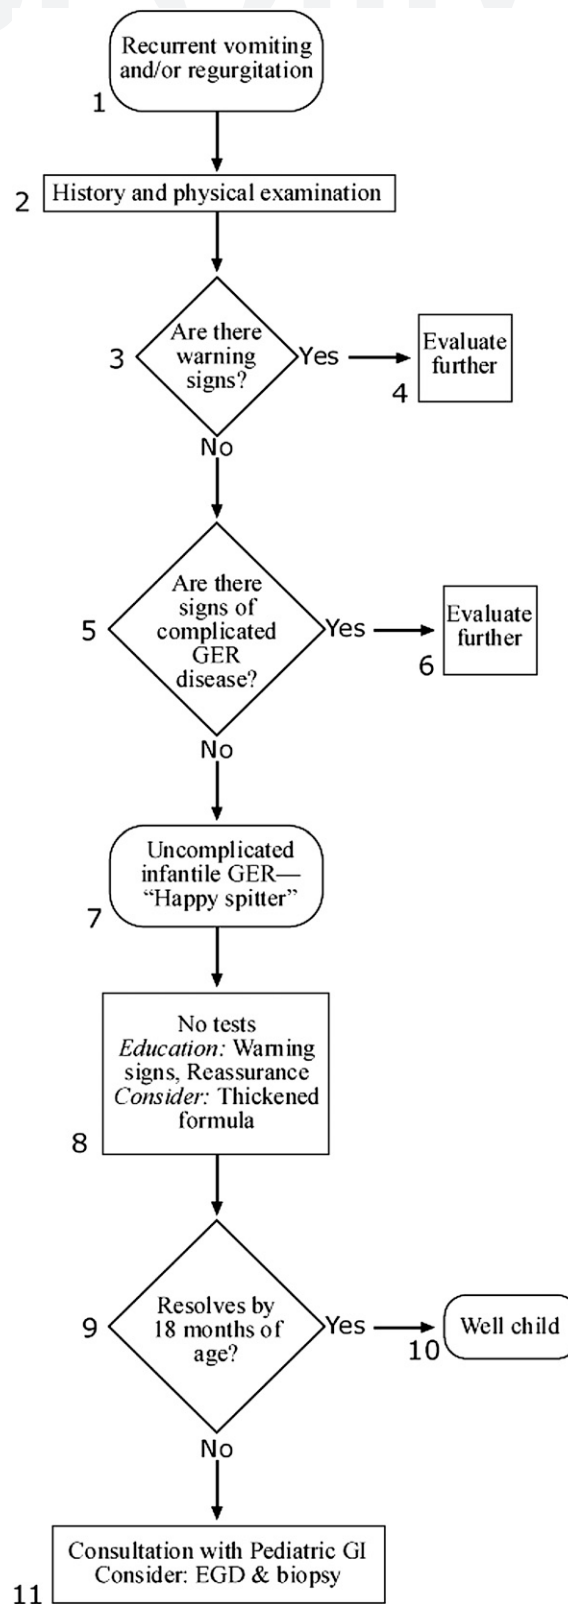 Recurrent vomiting
and/or regurgitation
1
History and physical examination
2
Are there
warning
signs?
3
Yes
Evaluate
further
4
No
Are there
signs of
complicated
GER
disease?
5
Yes
Evaluate
further
6
No
Uncomplicated
infantile GER—
“Happy spitter”
7
No tests
Education: Warning
signs, Reassurance
Consider: Thickened
formula
8
Resolves by
18 months of
age?
9
Yes
Well child
10
No
Consultation with Pediatric GI
Consider: EGD & biopsy
11